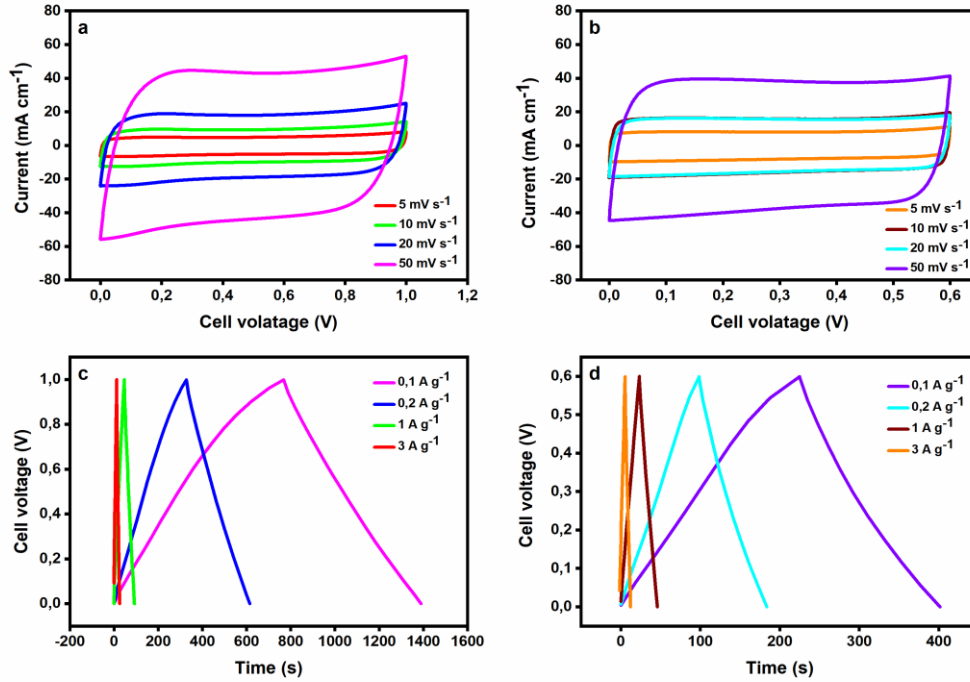 a
Current (mA cm⁻¹)
80
60
40
20
0
-20
-40
-60
-80
5 mV s⁻¹
10 mV s⁻¹
20 mV s⁻¹
50 mV s⁻¹
0,0 0,2 0,4 0,6 0,8 1,0 1,2
Cell volatage (V)
b
Current (mA cm⁻¹)
80
60
40
20
0
-20
-40
-60
-80
5 mV s⁻¹
10 mV s⁻¹
20 mV s⁻¹
50 mV s⁻¹
0,0 0,1 0,2 0,3 0,4 0,5 0,6
Cell volatage (V)
c
Cell voltage (V)
1,0
0,8
0,6
0,4
0,2
0,0
0,1 A g⁻¹
0,2 A g⁻¹
1 A g⁻¹
3 A g⁻¹
-200 0 200 400 600 800 1000 1200 1400 1600
Time (s)
d
Cell voltage (V)
0,6
0,5
0,4
0,3
0,2
0,1
0,0
0,1 A g⁻¹
0,2 A g⁻¹
1 A g⁻¹
3 A g⁻¹
0 100 200 300 400
Time (s)